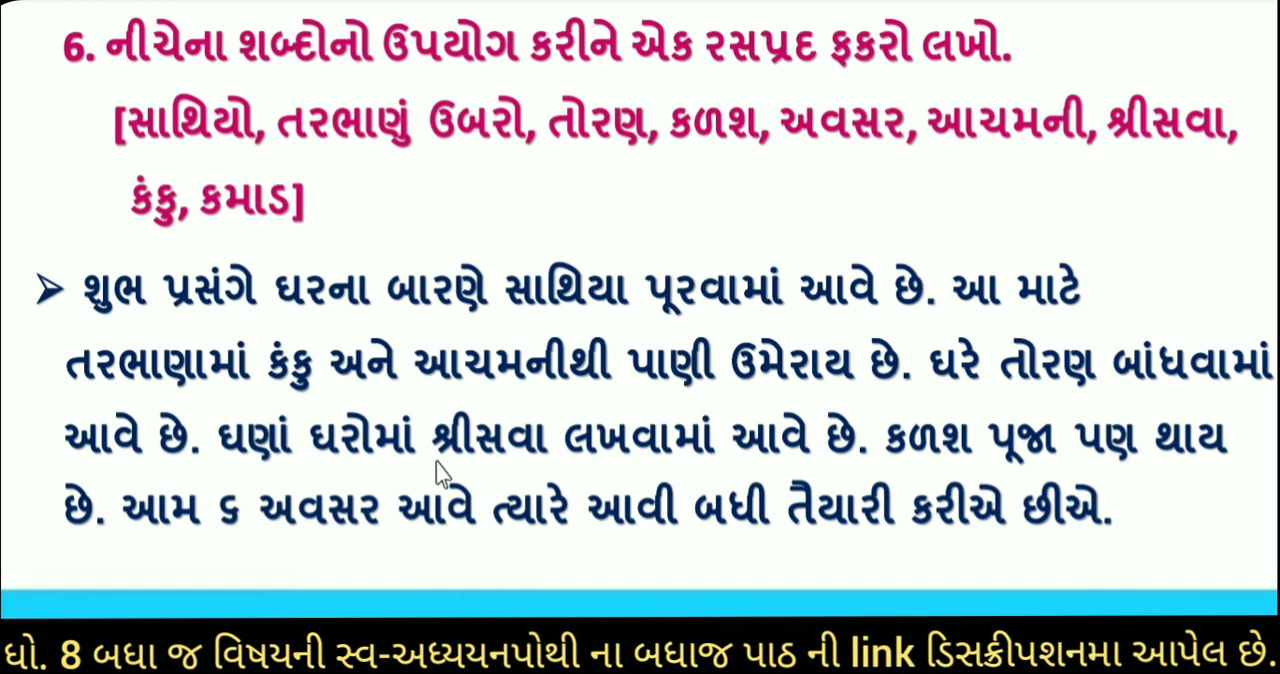 6. નીચેના શબ્દોનો ઉપયોગ કરીને એક રસપ્રદ ફકરો લખો.
[સાથિયો, તરભાણું ઉબરો, તોરણ, કળશ, અવસર, આચમની, શ્રીસવા,
કંકુ, કમાડ]
➢ શુભ પ્રસંગે ઘરના બારણે સાથિયા પૂરવામાં આવે છે. આ માટે
તરભાણામાં કંકુ અને આચમનીથી પાણી ઉમેરાય છે. ઘરે તોરણ બાંધવામાં
આવે છે. ઘણાં ઘરોમાં શ્રીસવા લખવામાં આવે છે. કળશ પૂજા પણ થાય
છે. આમ ૬ અવસર આવે ત્યારે આવી બધી તૈયારી કરીએ છીએ.
ધો. 8 બધા જ વિષયની સ્વ-અધ્યયનપોથી ના બધાજ પાઠ ની link ડિસક્રીપશનમા આપેલ છે.